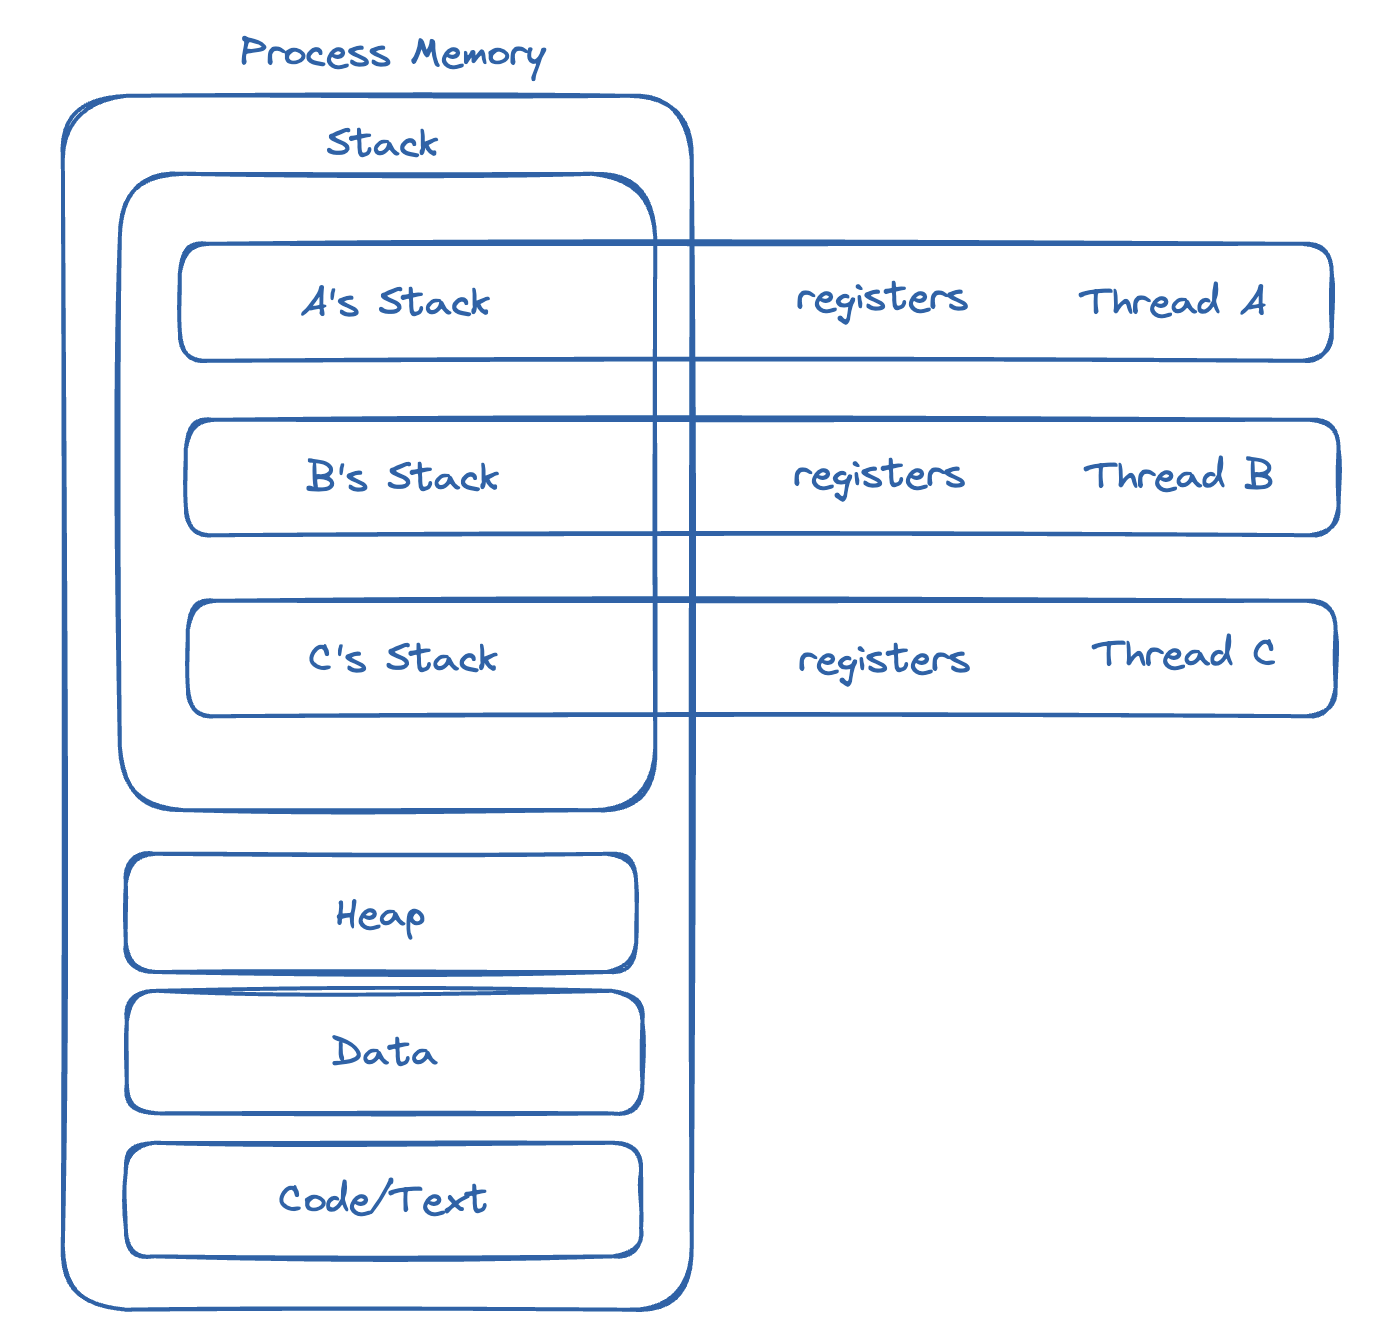 Process Memory
Stack
A's Stack registers Thread A
B's Stack registers Thread B
C's Stack registers Thread C
Heap
Data
Code/Text